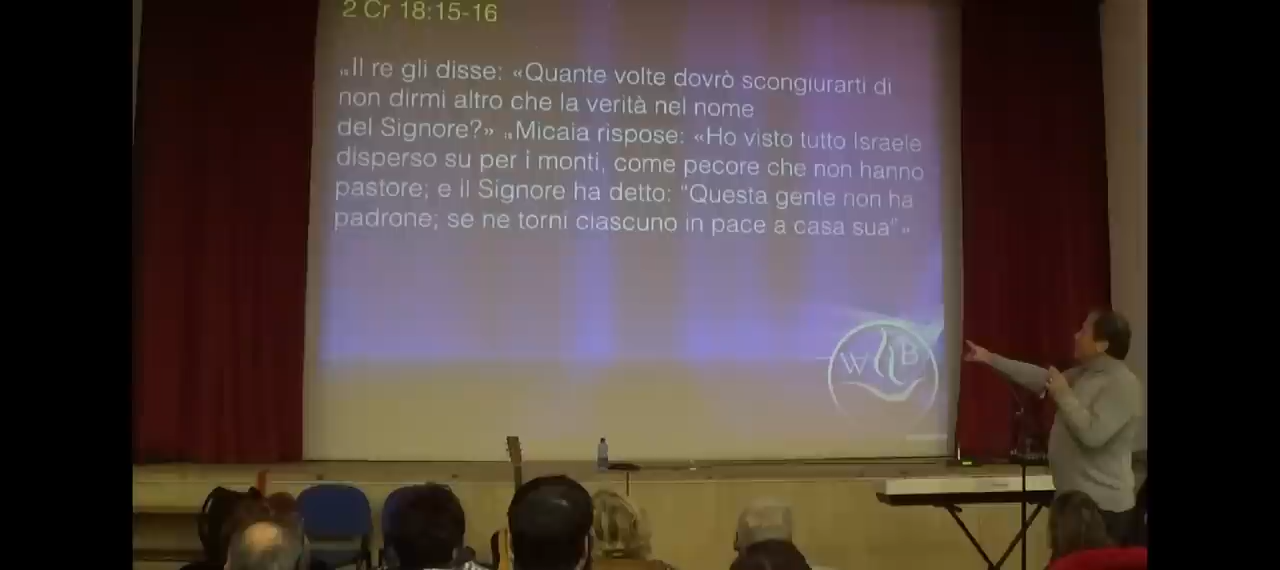 2 Cr 18:15-16
„Il re gli disse: «Quante volte dovrò scongiurarti di
non dirmi altro che la verità nel nome
del Signore?» „Micaia rispose: «Ho visto tutto Israele
disperso su per i monti, come pecore che non hanno
pastore; e il Signore ha detto: "Questa gente non ha
padrone; se ne torni ciascuno in pace a casa sua"»
W B